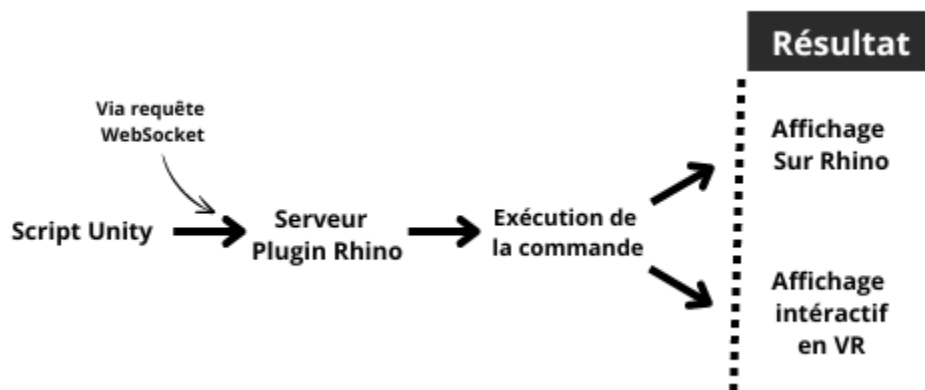 Résultat
Via requête
WebSocket
Affichage
Sur Rhino
Script Unity
Serveur
Plugin Rhino
Exécution de
la commande
Affichage
intéractif
en VR